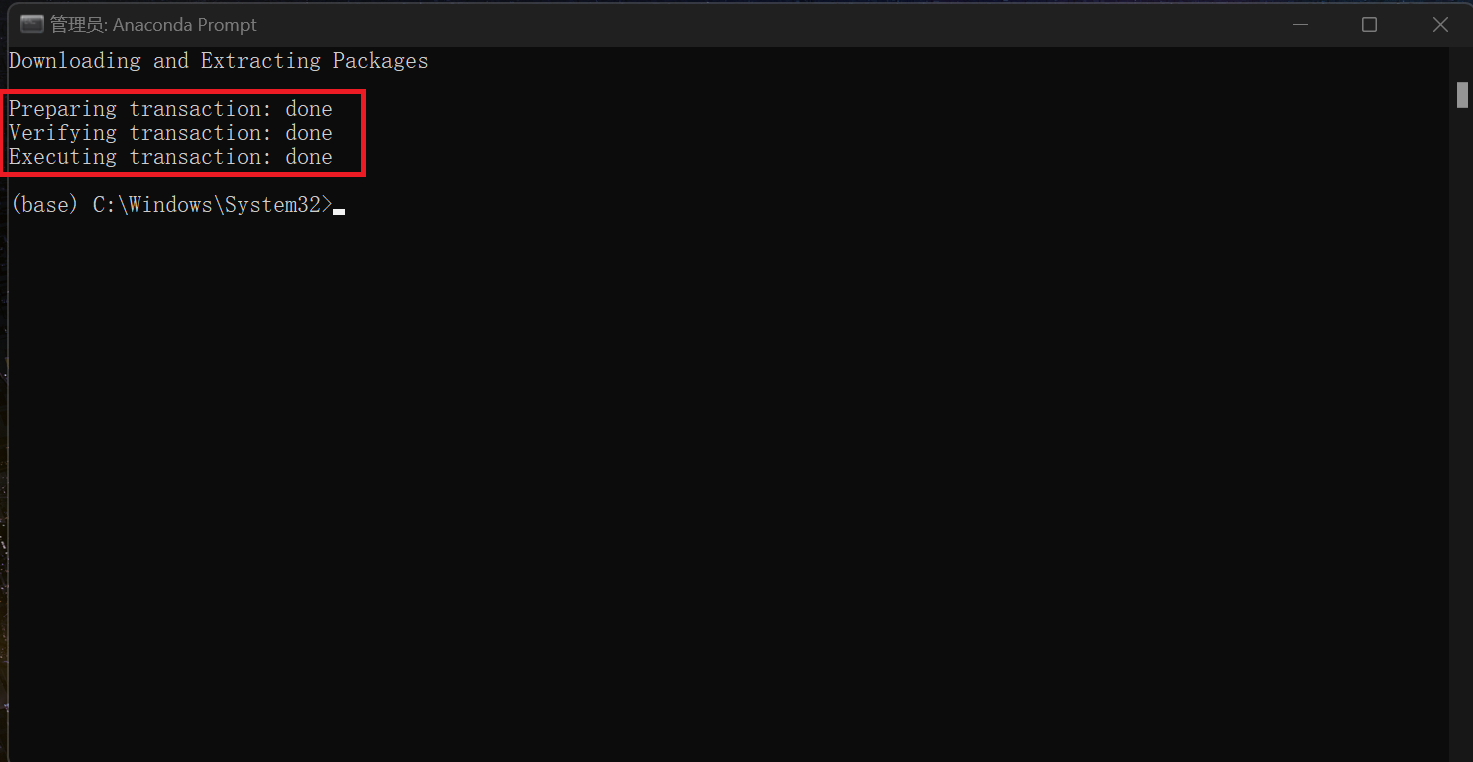 管理员: Anaconda Prompt
Downloading and Extracting Packages
Preparing transaction: done
Verifying transaction: done
Executing transaction: done
(base) C:\Windows\System32>